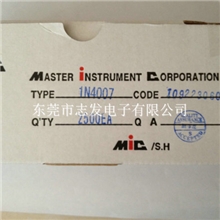 MASTER INSTRUMENT CORPORATION
TYPE 1N4007 CODE
东莞市志发电子有限公司
Q'TY 2500EA Q A
MIC /S.H